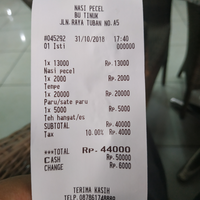 NASI PECEL
BU TINUK
JLN.RAYA TUBAN NO.45
#045292 31/10/2018 17:40
01 Isti 000000
1x 13000 Rp.13000
Nasi pecel
1x 2000 Rp.2000
Tempe
1x 20000 Rp.20000
Paru/sate paru
1x 5000 Rp.5000
Teh hangat/es
SUBTOTAL Rp.40000
Tax 10.00% Rp.4000
***TOTAL Rp.44000
CASH Rp.50000
CHANGE Rp.6000
TERIMA KASIH
TELP.087861748888